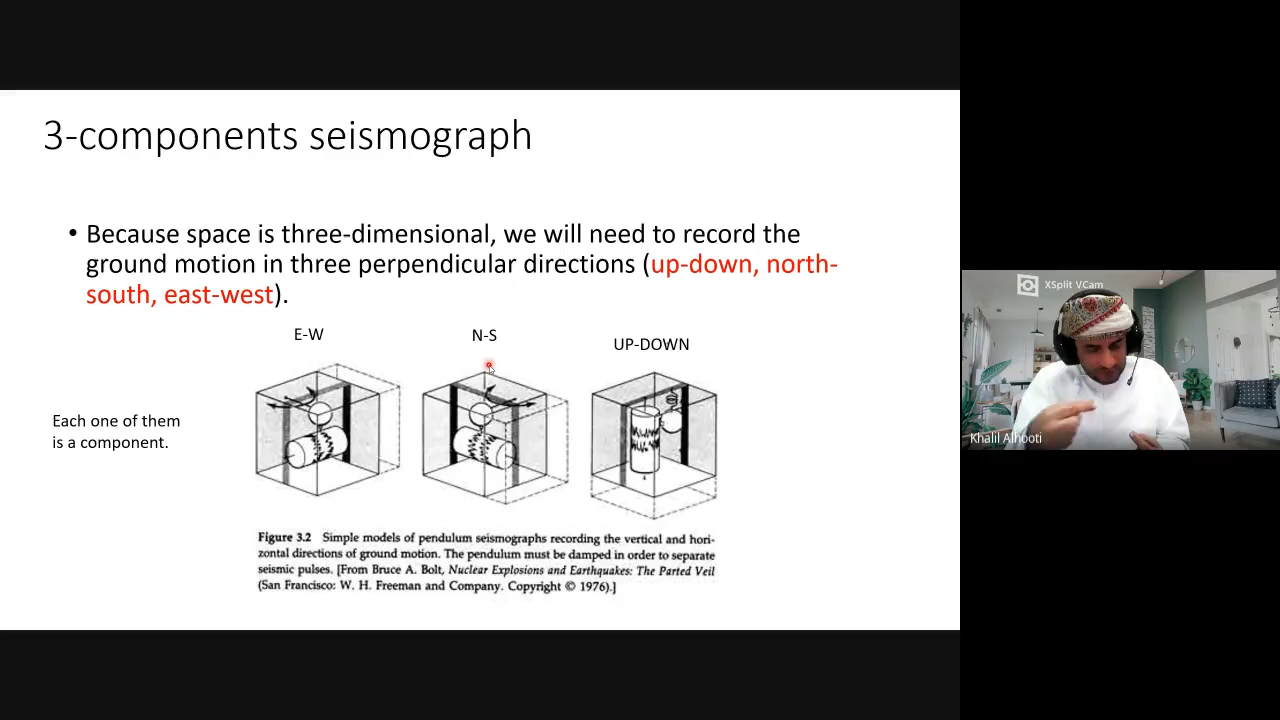 3-components seismograph
• Because space is three-dimensional, we will need to record the
ground motion in three perpendicular directions (up-down, north-
south, east-west).
E-W
N-S
UP-DOWN
Each one of them
is a component.
Figure 3.2 Simple models of pendulum seismographs recording the vertical and hori-
zontal directions of ground motion. The pendulum must be damped in order to separate
seismic pulses. [From Bruce A. Bolt, Nuclear Explosions and Earthquakes: The Parted Veil
(San Francisco: W. H. Freeman and Company. Copyright © 1976).]
XSplit VCam
Khalil Alhooti